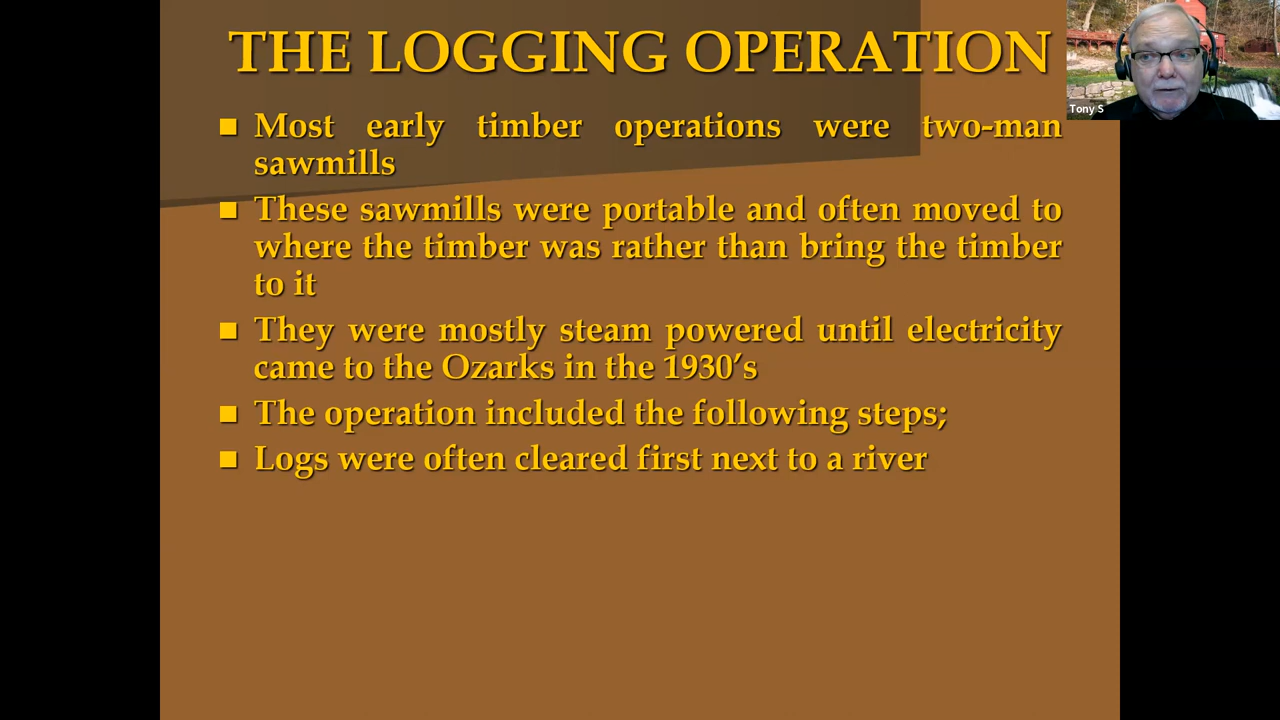 THE LOGGING OPERATION
Most early timber operations were two-man
sawmills
These sawmills were portable and often moved to
where the timber was rather than bring the timber
to it
They were mostly steam powered until electricity
came to the Ozarks in the 1930’s
The operation included the following steps;
Logs were often cleared first next to a river
Tony S